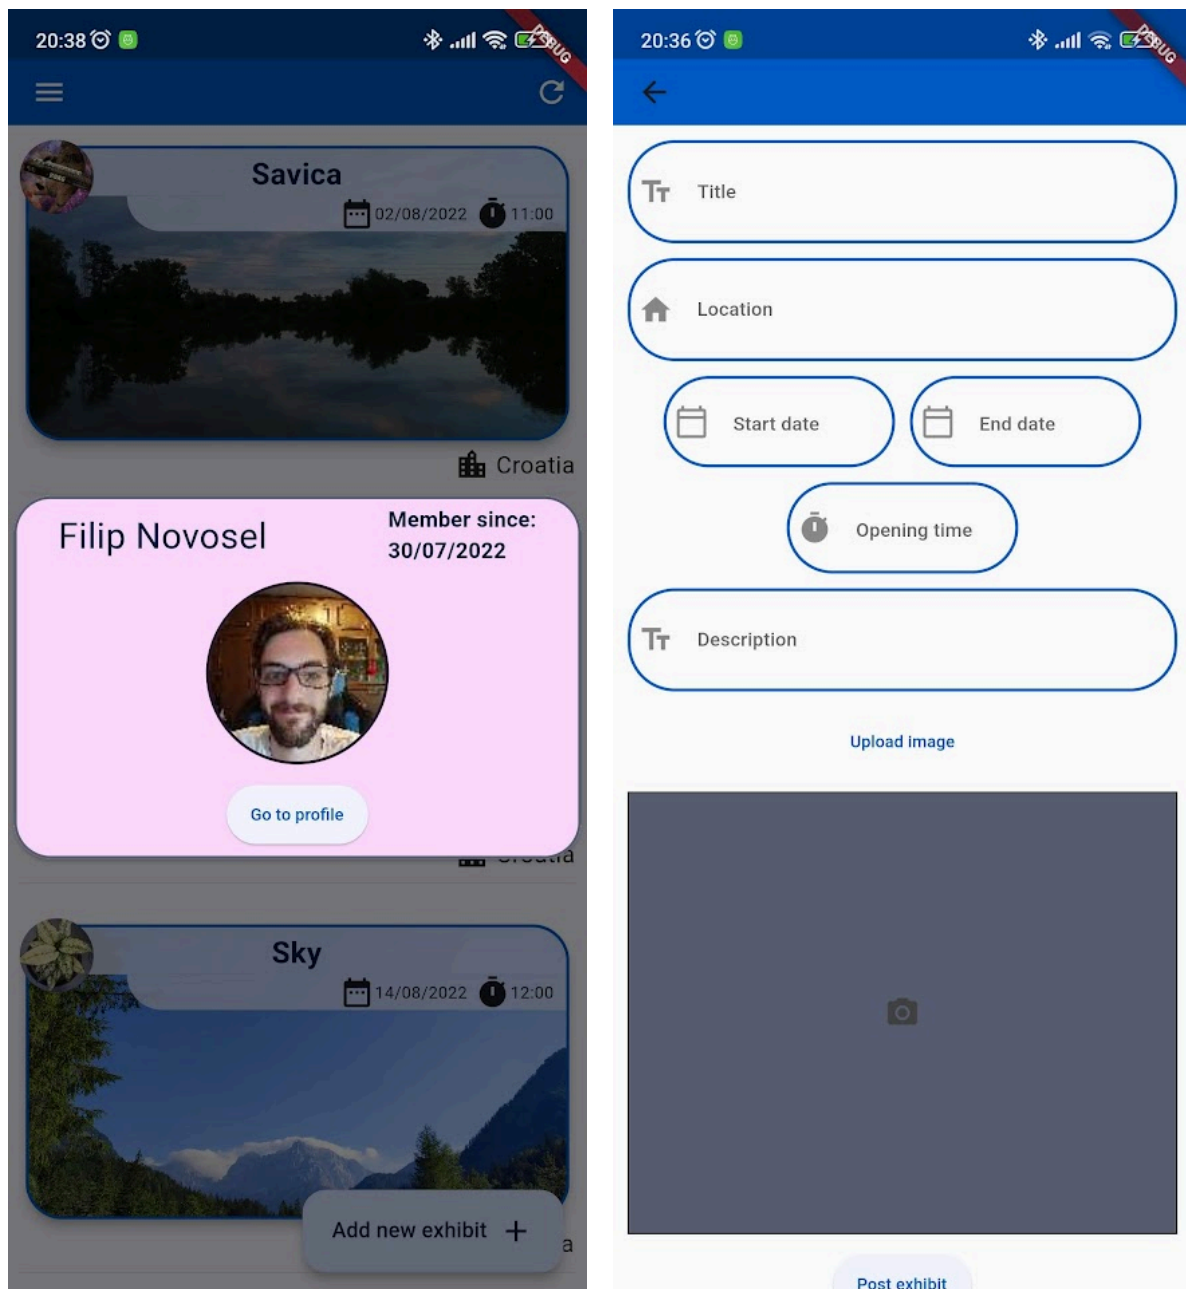 20:38
DEBUG
Savica
02/08/2022 11:00
Croatia
Filip Novosel
Member since:
30/07/2022
Go to profile
Croatia
Sky
14/08/2022 12:00
Add new exhibit +
a
20:36
DEBUG
Title
Location
Start date
End date
Opening time
Description
Upload image
Post exhibit